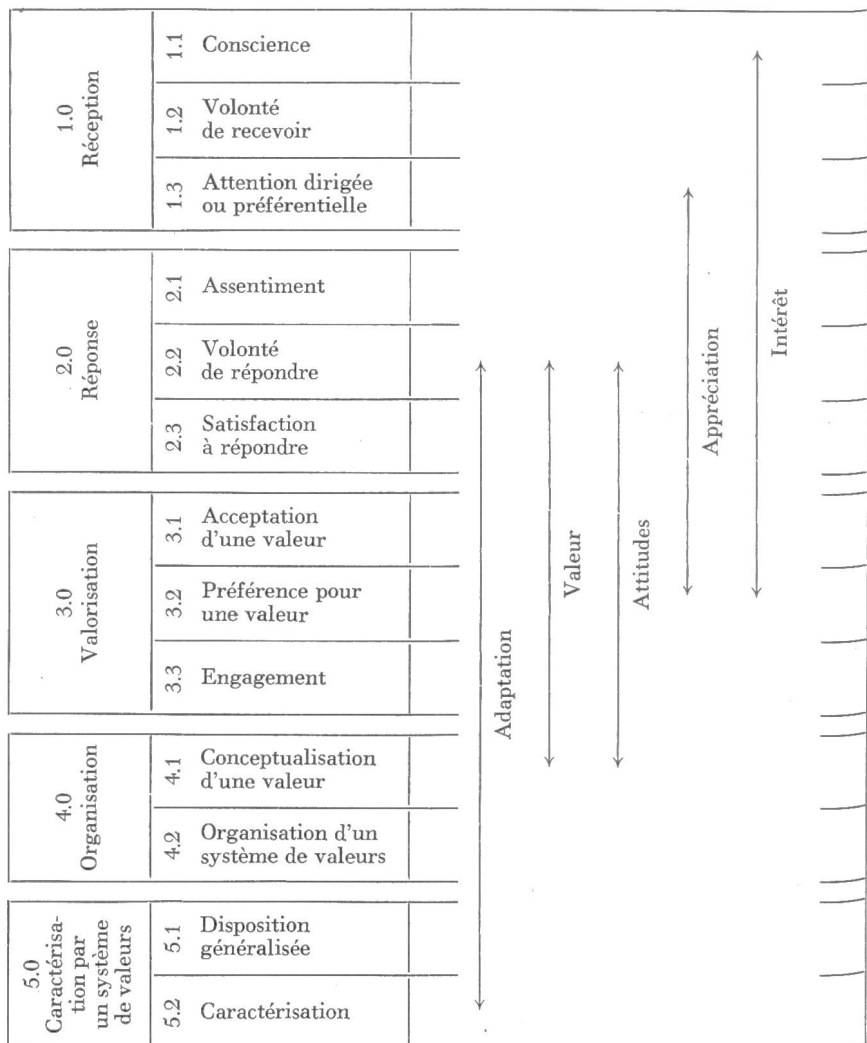 1.0
Réception
1.1
Conscience
1.2
Volonté
de recevoir
1.3
Attention dirigée
ou préférentielle
2.0
Réponse
2.1
Assentiment
2.2
Volonté
de répondre
2.3
Satisfaction
à répondre
3.0
Valorisation
3.1
Acceptation
d'une valeur
3.2
Préférence pour
une valeur
3.3
Engagement
4.0
Organisation
4.1
Conceptualisation
d'une valeur
4.2
Organisation d'un
système de valeurs
5.0
Caractérisa-
tion par
un système
de valeurs
5.1
Disposition
généralisée
5.2
Caractérisation
Adaptation
Valeur
Attitudes
Appréciation
Intérêt